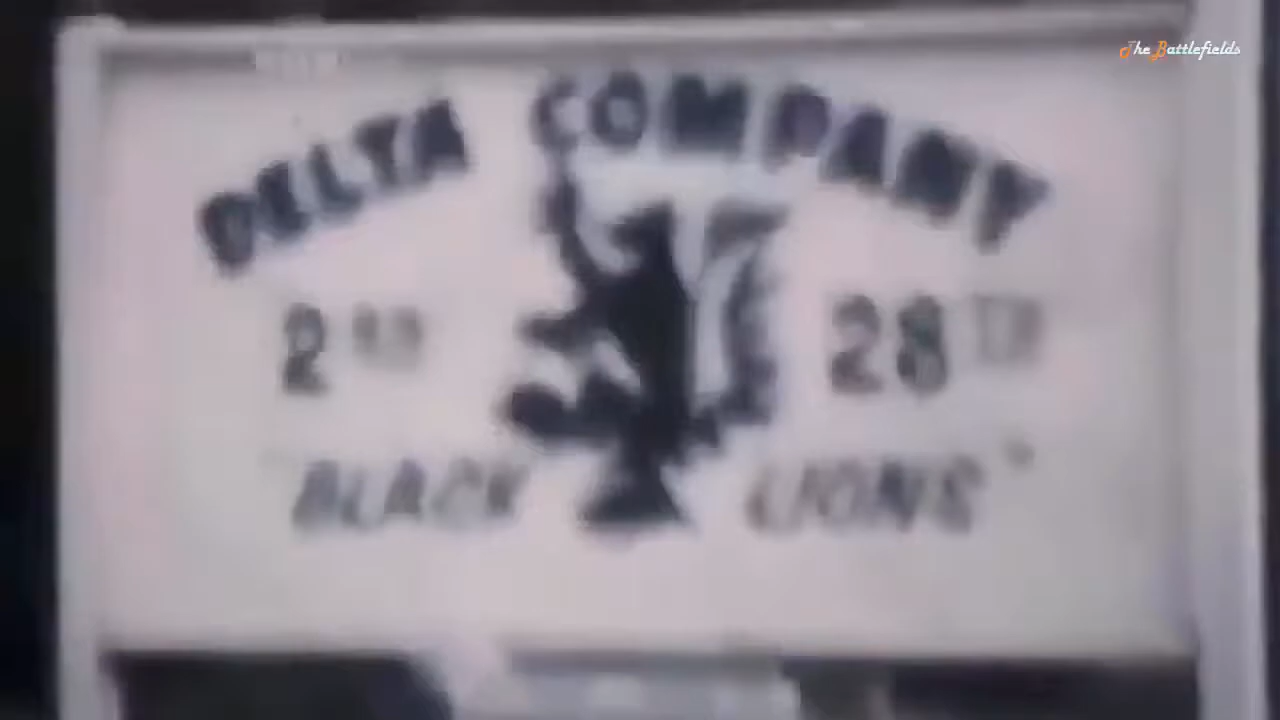 The Battlefields
DELTA COMPANY
2ND 28TH
"BLACK LIONS"